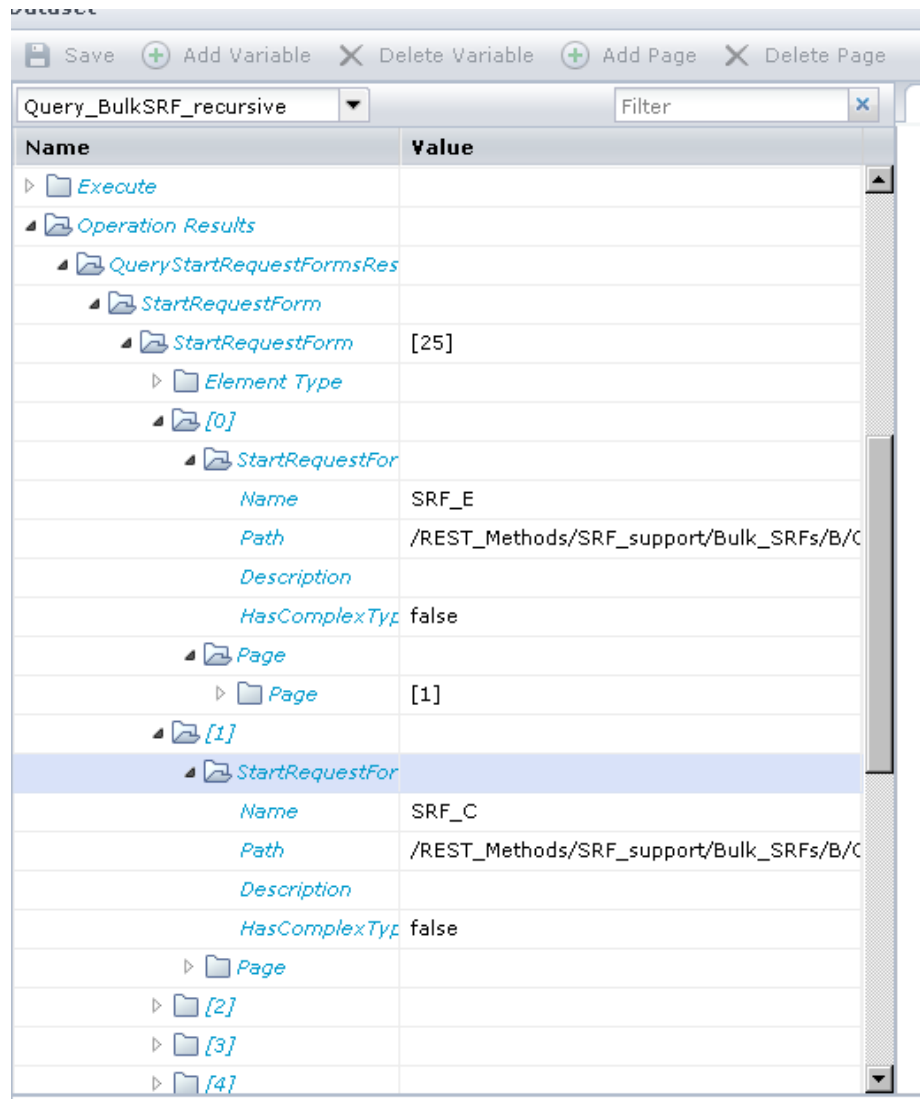 Dataset
Save Add Variable Delete Variable Add Page Delete Page
Query_BulkSRF_recursive Filter
Name Value
Execute
Operation Results
QueryStartRequestFormsRes
StartRequestForm
StartRequestForm [25]
Element Type
[0]
StartRequestFor
Name SRF_E
Path /REST_Methods/SRF_support/Bulk_SRFs/B/C
Description
HasComplexTyp false
Page
Page [1]
[1]
StartRequestFor
Name SRF_C
Path /REST_Methods/SRF_support/Bulk_SRFs/B/C
Description
HasComplexTyp false
Page
[2]
[3]
[4]